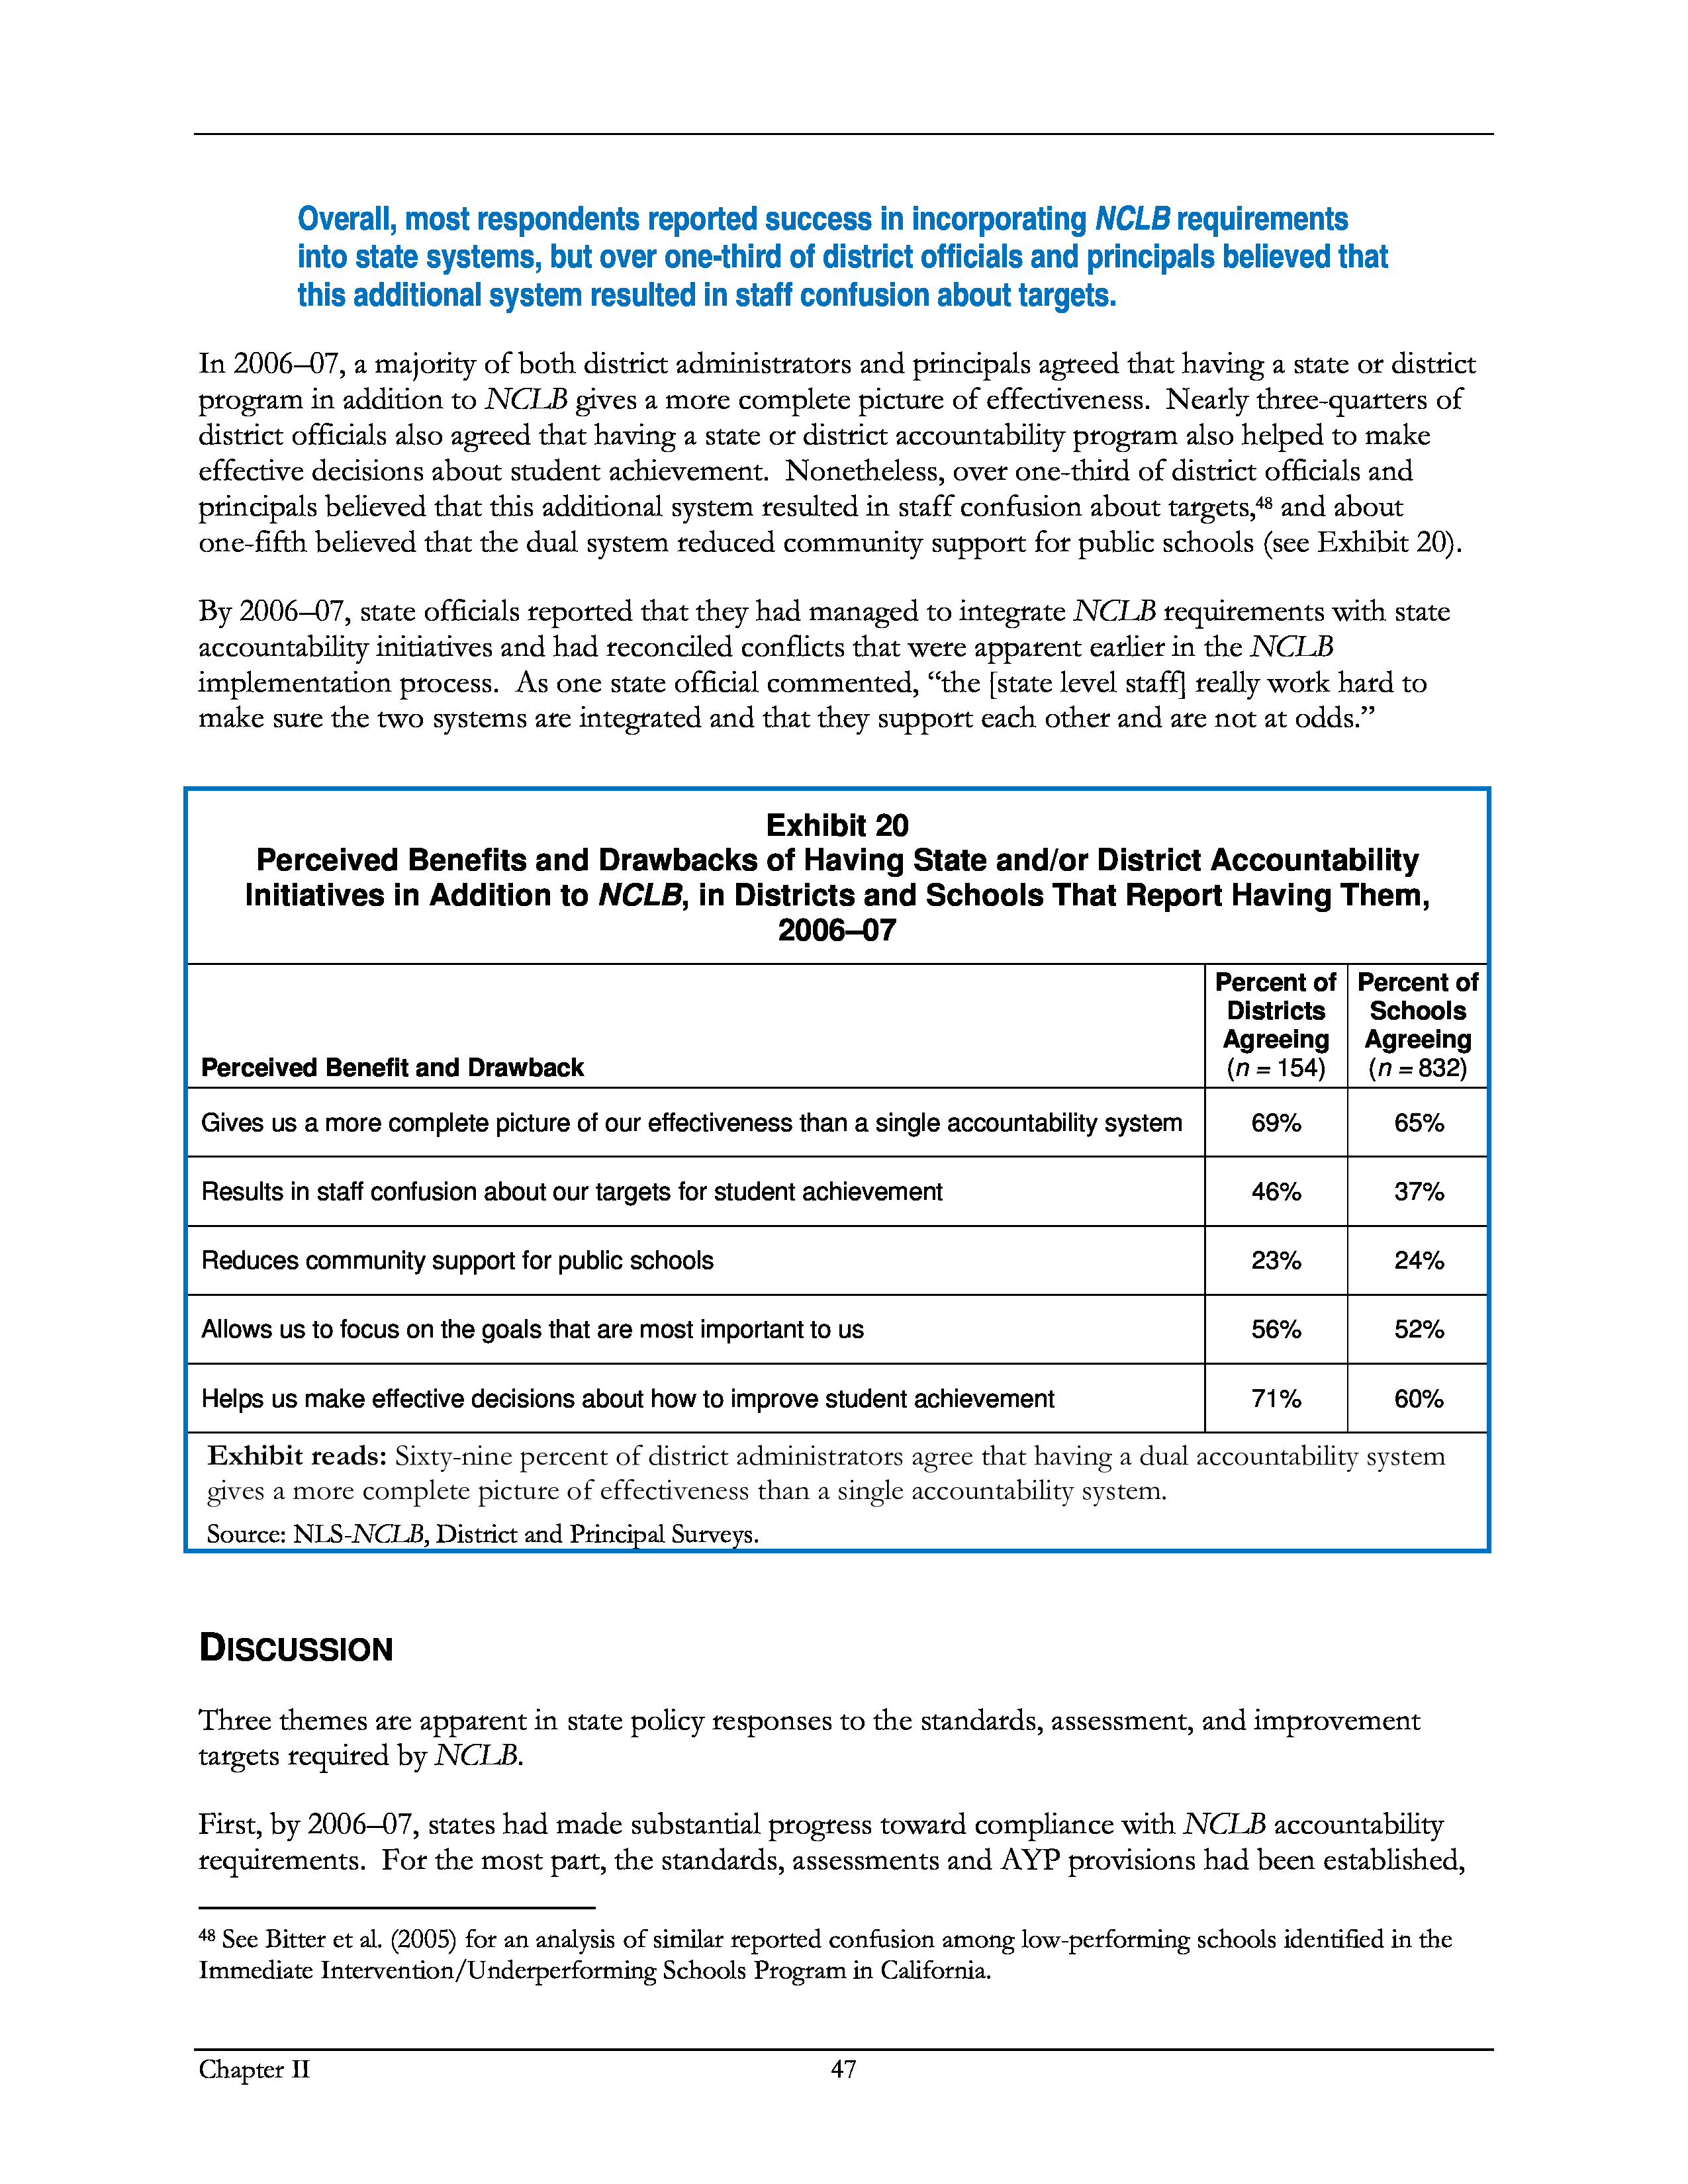 Overall, most respondents reported success in incorporating NCLB requirements
into state systems, but over one-third of district officials and principals believed that
this additional system resulted in staff confusion about targets.
In 2006–07, a majority of both district administrators and principals agreed that having a state or district
program in addition to NCLB gives a more complete picture of effectiveness.  Nearly three-quarters of
district officials also agreed that having a state or district accountability program also helped to make
effective decisions about student achievement.  Nonetheless, over one-third of district officials and
principals believed that this additional system resulted in staff confusion about targets,48 and about
one-fifth believed that the dual system reduced community support for public schools (see Exhibit 20).
By 2006–07, state officials reported that they had managed to integrate NCLB requirements with state
accountability initiatives and had reconciled conflicts that were apparent earlier in the NCLB
implementation process.  As one state official commented, “the [state level staff] really work hard to
make sure the two systems are integrated and that they support each other and are not at odds.”
Exhibit 20
Perceived Benefits and Drawbacks of Having State and/or District Accountability
Initiatives in Addition to NCLB, in Districts and Schools That Report Having Them,
2006–07
Perceived Benefit and Drawback
Percent of
Districts
Agreeing
(n = 154)
Percent of
Schools
Agreeing
(n = 832)
Gives us a more complete picture of our effectiveness than a single accountability system 69% 65%
Results in staff confusion about our targets for student achievement 46% 37%
Reduces community support for public schools 23% 24%
Allows us to focus on the goals that are most important to us 56% 52%
Helps us make effective decisions about how to improve student achievement 71% 60%
Exhibit reads: Sixty-nine percent of district administrators agree that having a dual accountability system
gives a more complete picture of effectiveness than a single accountability system.
Source: NLS-NCLB, District and Principal Surveys.
DISCUSSION
Three themes are apparent in state policy responses to the standards, assessment, and improvement
targets required by NCLB.
First, by 2006–07, states had made substantial progress toward compliance with NCLB accountability
requirements.  For the most part, the standards, assessments and AYP provisions had been established,
48 See Bitter et al. (2005) for an analysis of similar reported confusion among low-performing schools identified in the
Immediate Intervention/Underperforming Schools Program in California.
Chapter II 47